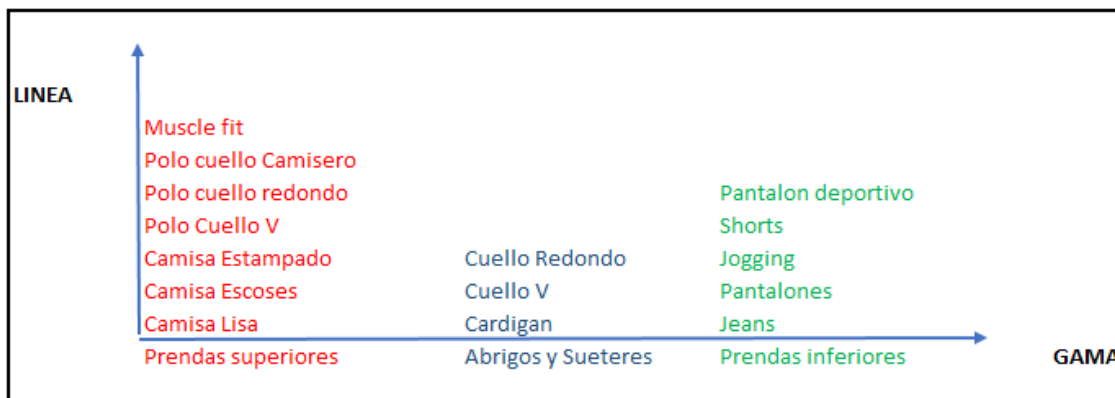 LINEA
Muscle fit
Polo cuello Camisero
Polo cuello redondo Pantalon deportivo
Polo Cuello V Shorts
Camisa Estampado Cuello Redondo Jogging
Camisa Escoses Cuello V Pantalones
Camisa Lisa Cardigan Jeans
Prendas superiores Abrigos y Sueteres Prendas inferiores GAMA